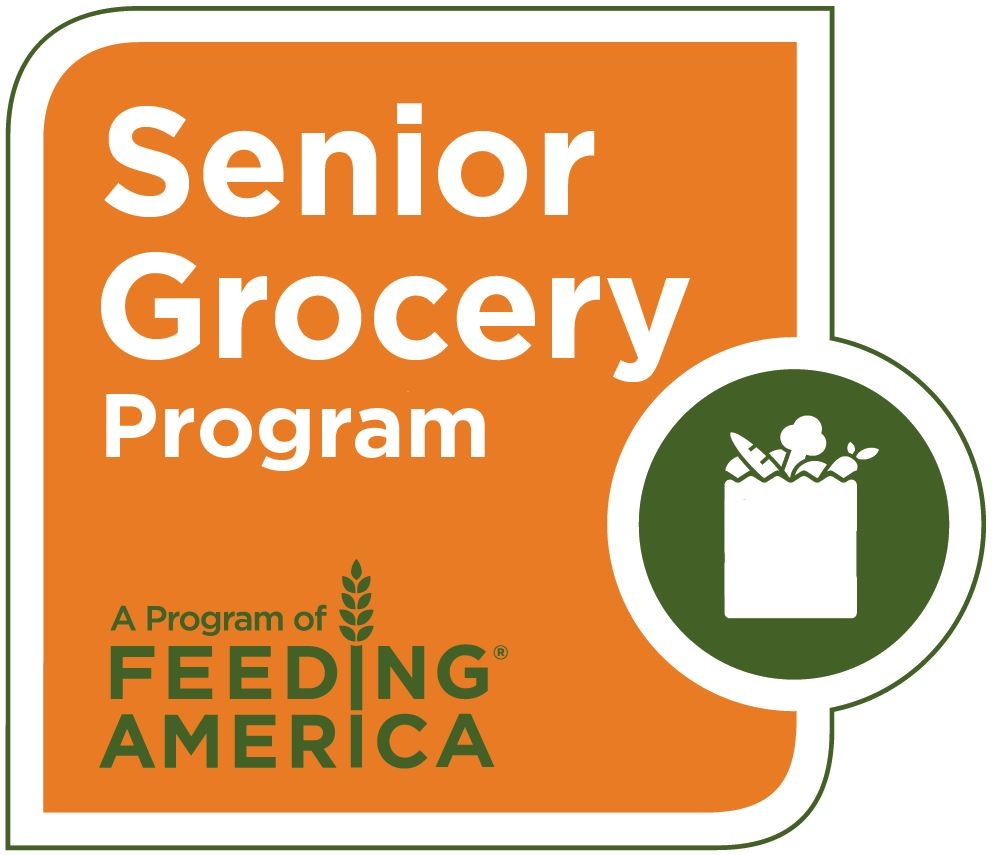 Senior
Grocery
Program
A Program of
FEEDING®
AMERICA